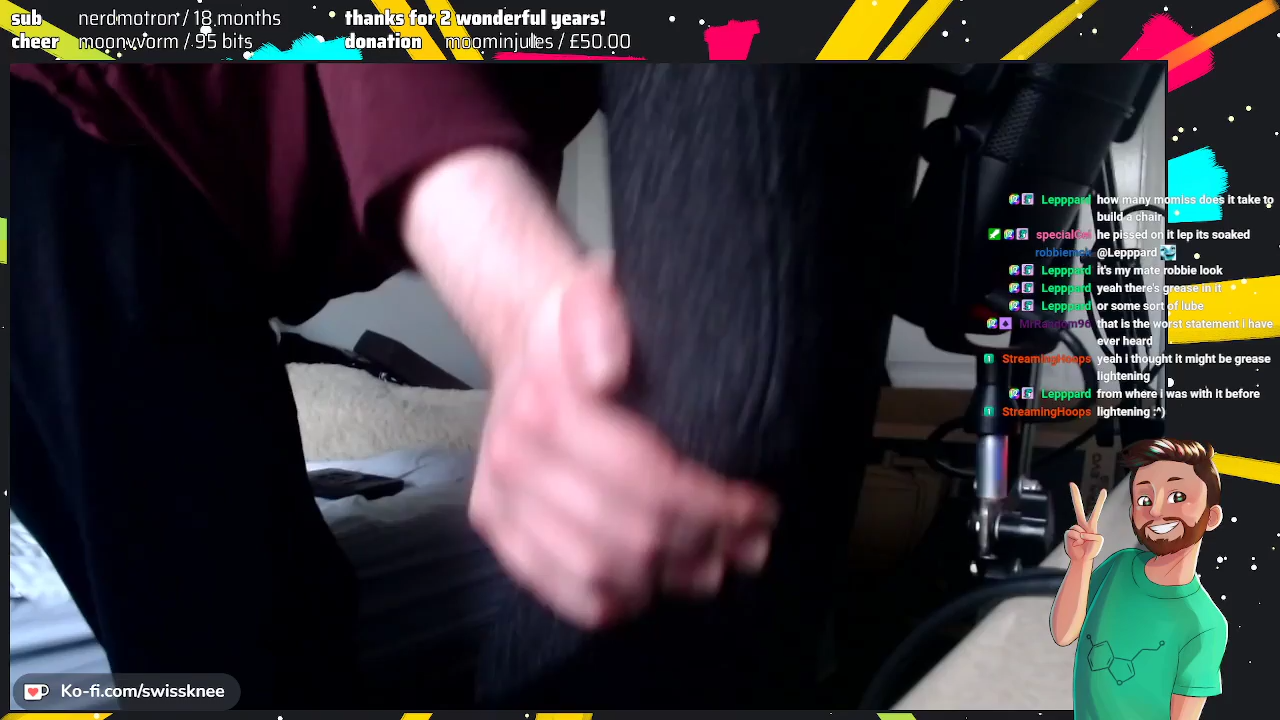 sub nerdmotron / 18 months thanks for 2 wonderful years!
cheer moonworm / 95 bits donation moominjules / £50.00
Lepppard how many momiss does it take to
build a chair
he pissed on it lep its soaked
@Lepppard
Lepppard it's my mate robbie look
Lepppard yeah there's grease in it
Lepppard or some sort of lube
MrRandom96 that is the worst statement i have
ever heard
StreamingHoops yeah i thought it might be grease
lightening
Lepppard from where i was with it before
StreamingHoops lightening :^)
EVO
Ko-fi.com/swissknee